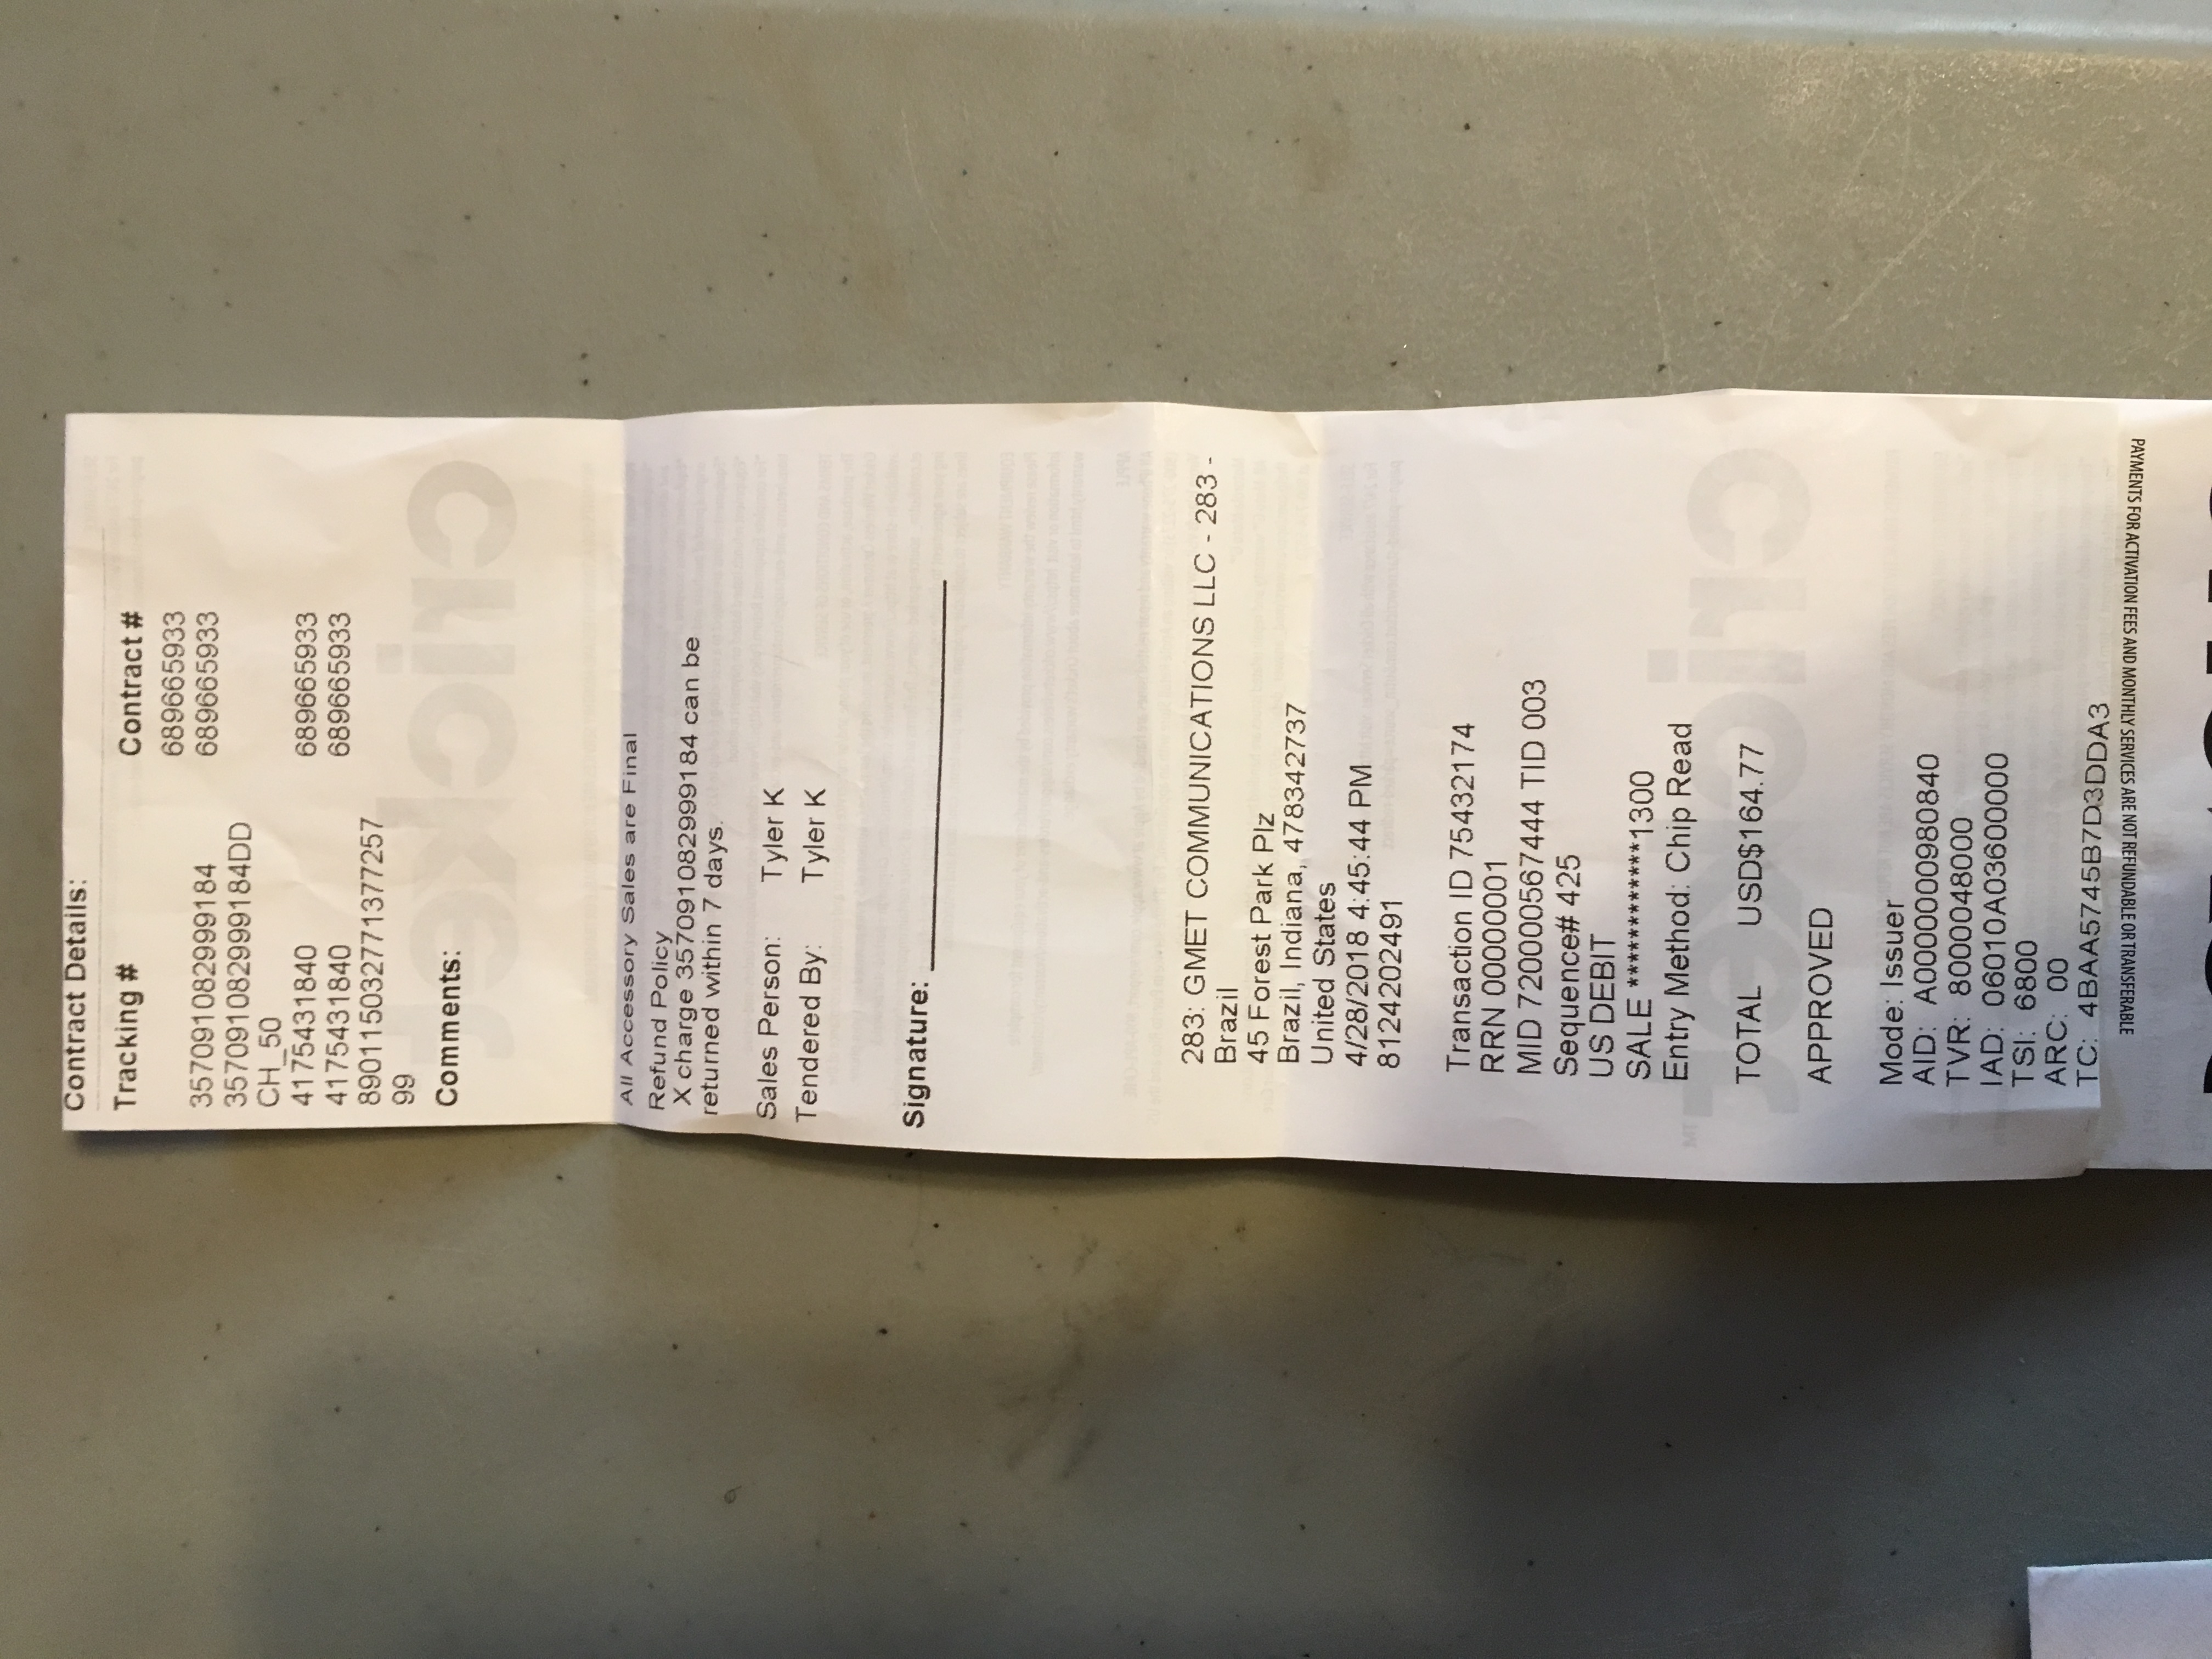 Contract Details:
Tracking # Contract #
689665933
357091082999184 689665933
357091082999184DD
CH_50
4175431840 689665933
4175431840 689665933
890115032771377257
99
Comments:
cricket
All Accessory Sales are Final
Refund Policy
X charge 357091082999184 can be
returned within 7 days.
Sales Person: Tyler K
Tendered By: Tyler K
Signature:
283: GMET COMMUNICATIONS LLC - 283 -
Brazil
45 Forest Park Plz
Brazil, Indiana, 478342737
United States
4/28/2018 4:45:44 PM
8124202491
Transaction ID 75432174
RRN 00000001
MID 720000567444 TID 003
Sequence# 425
US DEBIT
SALE ************1300
Entry Method: Chip Read
cricket
TOTAL USD$164.77
APPROVED
Mode: Issuer
AID: A0000000980840
TVR: 8000048000
IAD: 06010A03600000
TSI: 6800
ARC: 00
TC: 4BAA5745B7D3DDA3
PAYMENTS FOR ACTIVATION FEES AND MONTHLY SERVICES ARE NOT REFUNDABLE OR TRANSFERABLE